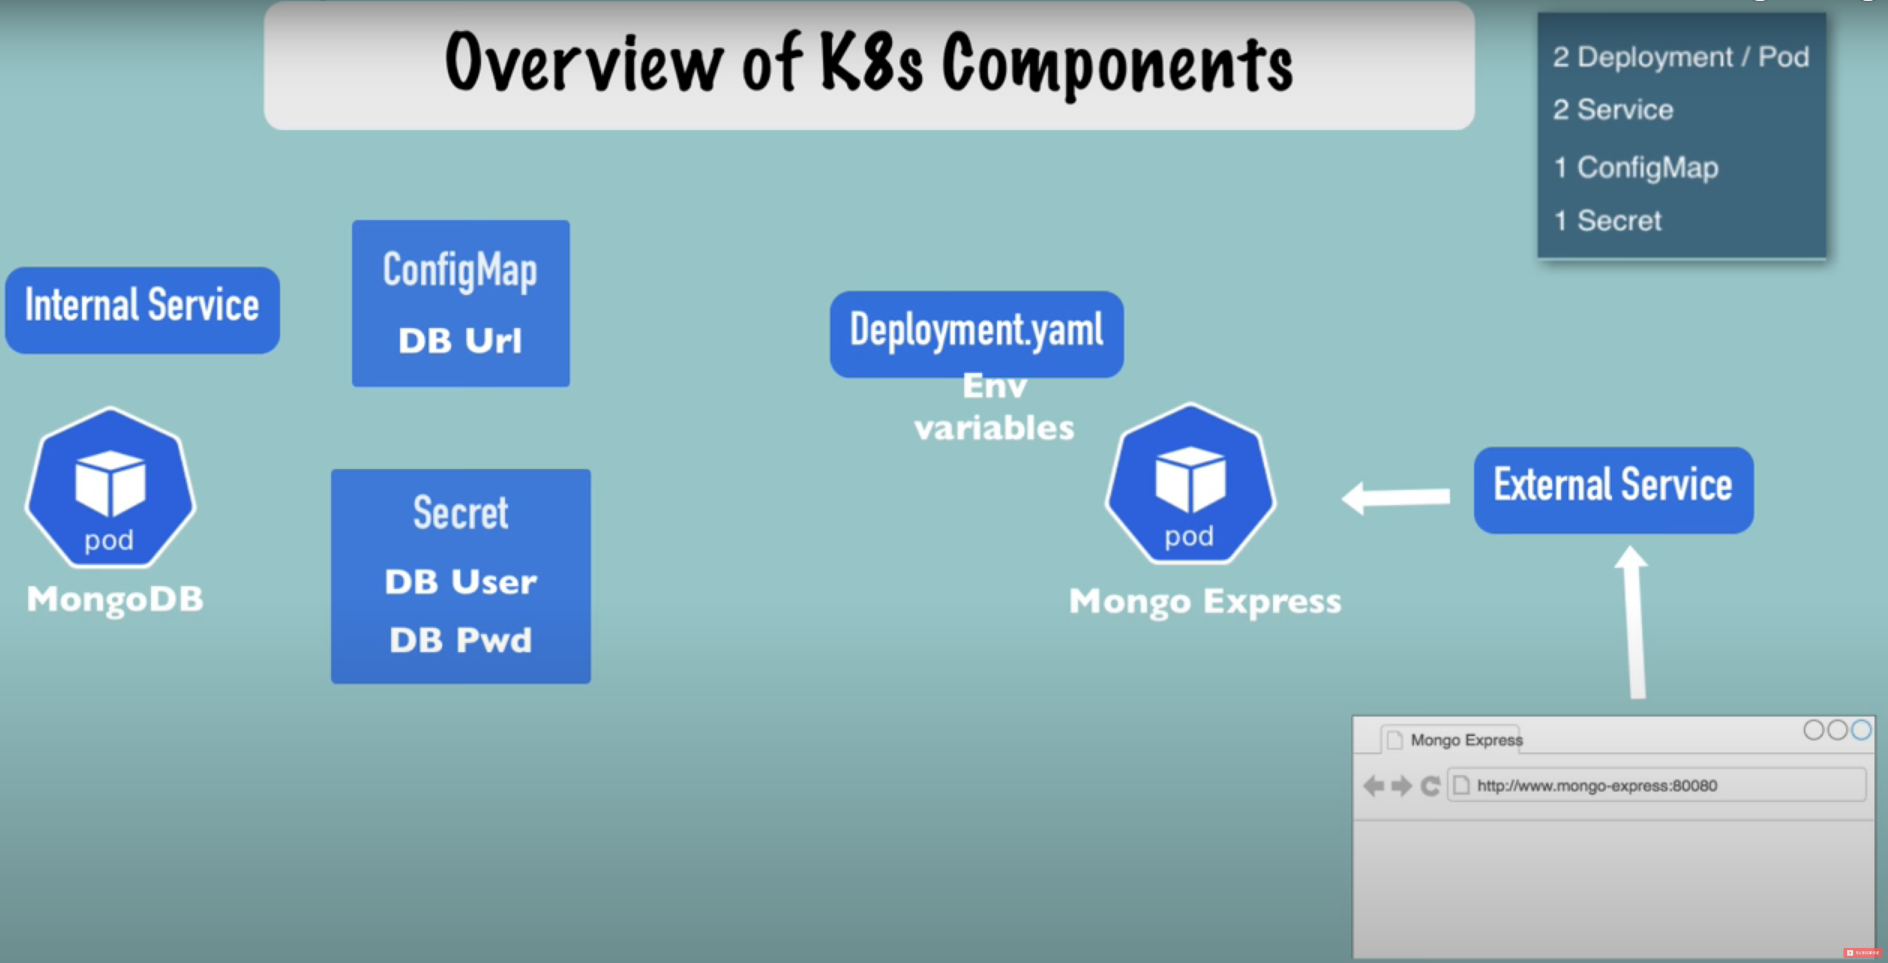 Overview of K8s Components
2 Deployment / Pod
2 Service
1 ConfigMap
1 Secret
Internal Service
ConfigMap
DB Url
Deployment.yaml
Env
variables
pod
MongoDB
Secret
DB User
DB Pwd
pod
Mongo Express
External Service
Mongo Express
http://www.mongo-express:80080